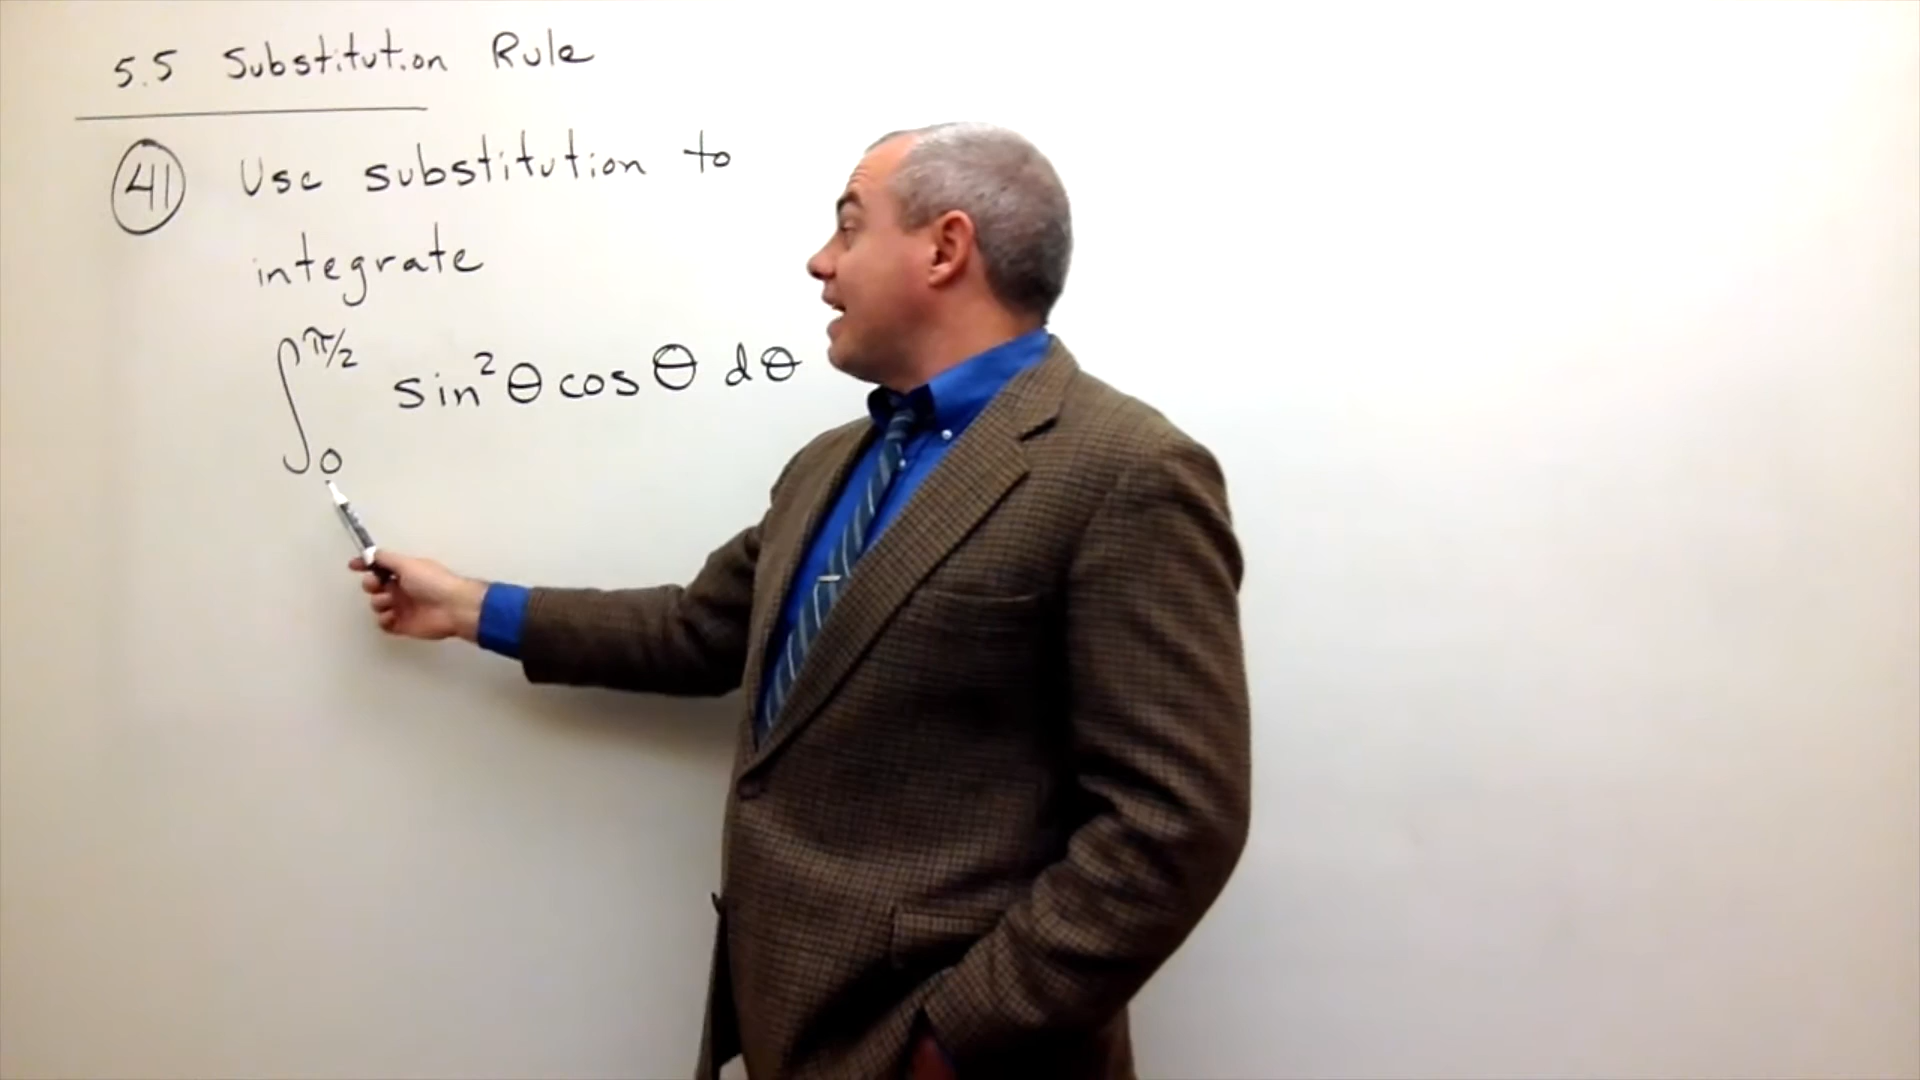 5.5 Substitution Rule
41 Use substitution to
integrate
∫₀^π/2 sin²θ cos θ dθ